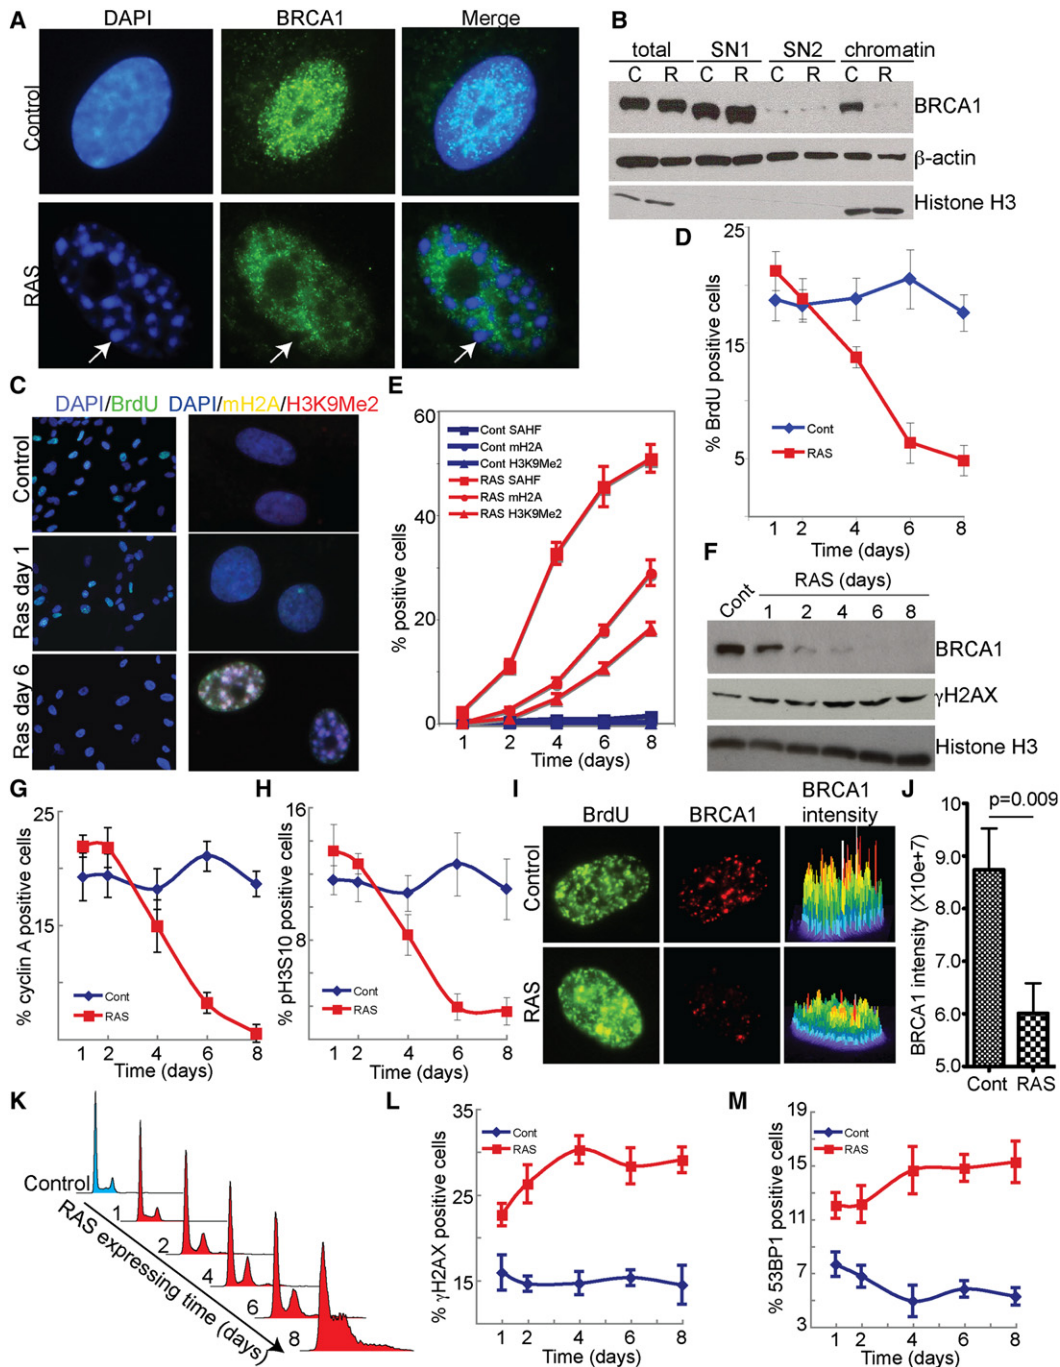 A
DAPI BRCA1 Merge
Control
RAS
B
total SN1 SN2 chromatin
C R C R C R C R
BRCA1
β-actin
Histone H3
C
DAPI/BrdU DAPI/mH2A/H3K9Me2
Control
Ras day 1
Ras day 6
D
25
15
5
% BrdU positive cells
Cont
RAS
1 2 4 6 8
Time (days)
E
60
40
20
0
% positive cells
Cont SAHF
Cont mH2A
Cont H3K9Me2
RAS SAHF
RAS mH2A
RAS H3K9Me2
1 2 4 6 8
Time (days)
F
RAS (days)
Cont 1 2 4 6 8
BRCA1
γH2AX
Histone H3
G
25
15
% cyclin A positive cells
Cont
RAS
1 2 4 6 8
Time (days)
H
16
8
% pH3S10 positive cells
Cont
RAS
1 2 4 6 8
Time (days)
I
BrdU BRCA1 BRCA1 intensity
Control
RAS
J
p=0.009
BRCA1 intensity (X10e+7)
10.0
9.0
8.0
7.0
6.0
5.0
Cont RAS
K
Control
1
2
4
6
8
RAS expressing time (days)
L
35
25
15
% γH2AX positive cells
Cont
RAS
1 2 4 6 8
Time (days)
M
19
15
11
7
3
% 53BP1 positive cells
Cont
RAS
1 2 4 6 8
Time (days)